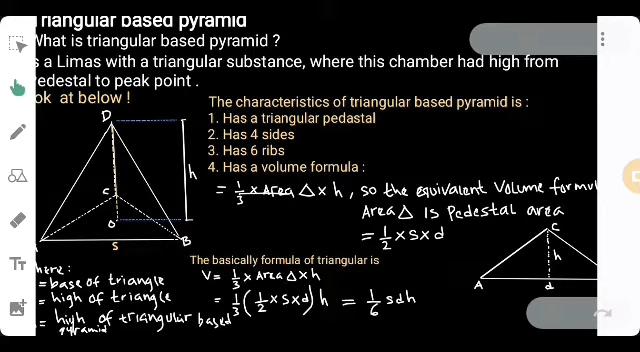 Triangular based pyramid
What is triangular based pyramid ?
s a Limas with a triangular substance, where this chamber had high from
pedestal to peak point .
ok at below !
The characteristics of triangular based pyramid is :
1. Has a triangular pedastal
2. Has 4 sides
3. Has 6 ribs
4. Has a volume formula :
= 1/3 x Area Δ x h, so the equivalent volume formul
Area Δ is pedestal area
= 1/2 x s x d
D
C
O
A
S
B
h
C
h
A
d
The basically formula of triangular is
V = 1/3 x Area Δ x h
= 1/3 (1/2 x s x d) h = 1/6 sdh
here :
= base of triangle
= high of triangle
= high of triangular based
pyramid